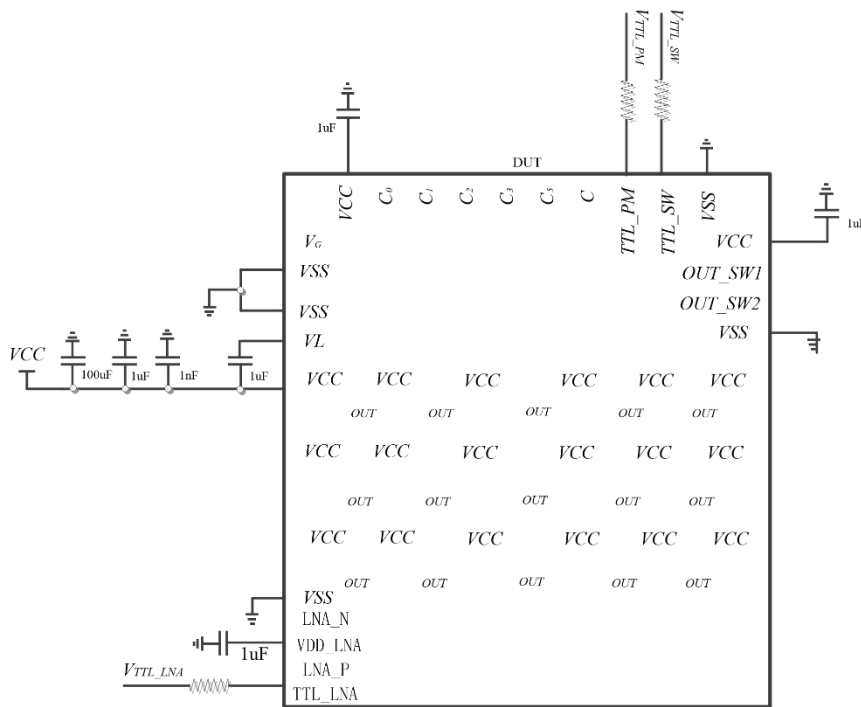 V_TTL_PM V_TTL_SW
1uF
DUT
VCC C₀ C₁ C₂ C₃ C₅ C TTL_PM TTL_SW VSS
V_G VCC 1uF
VSS OUT_SW1
VSS OUT_SW2
VL VSS
VCC 100uF 1uF 1nF 1uF
VCC VCC VCC VCC VCC VCC
OUT OUT OUT OUT OUT
VCC VCC VCC VCC VCC VCC
OUT OUT OUT OUT OUT
VCC VCC VCC VCC VCC VCC
OUT OUT OUT OUT OUT
VSS
LNA_N
1uF VDD_LNA
LNA_P
V_TTL_LNA TTL_LNA